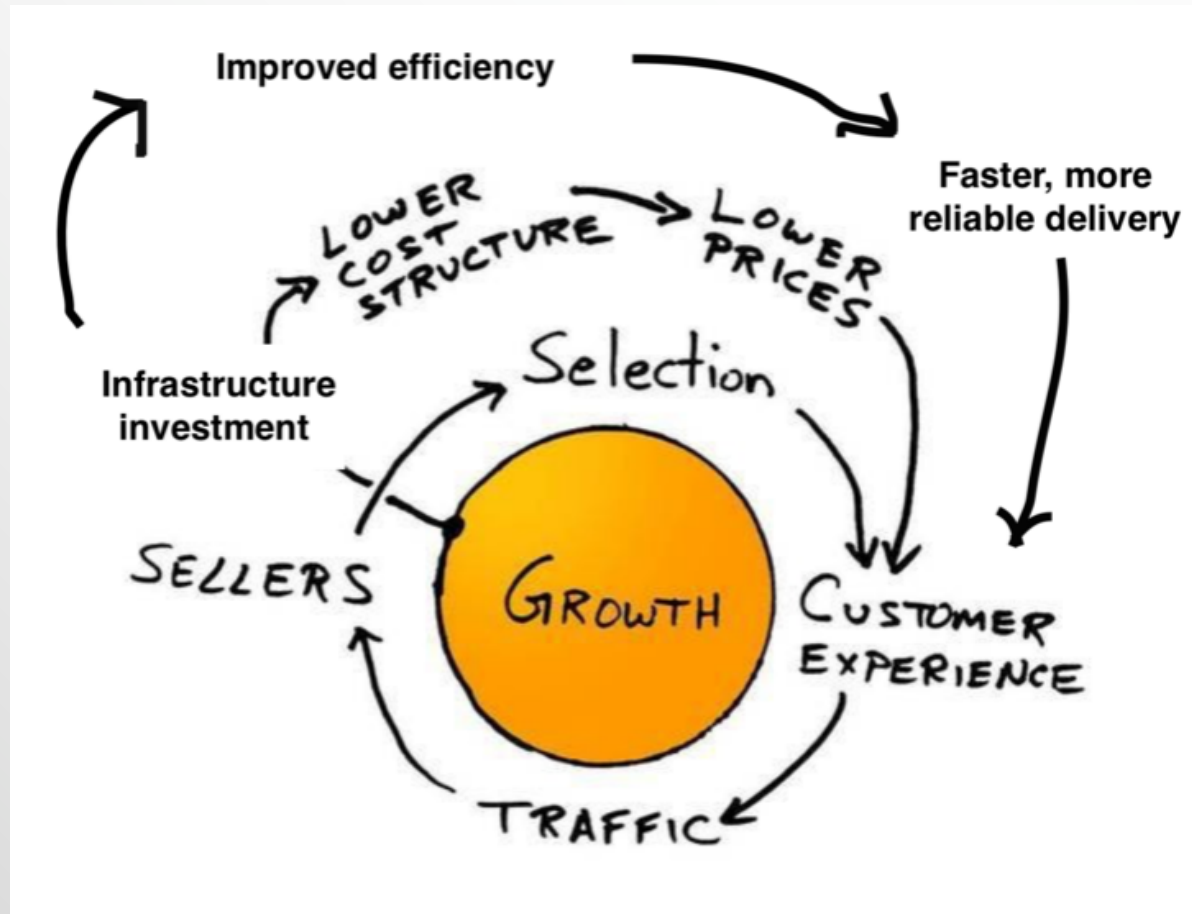 Improved efficiency
Faster, more
reliable delivery
LOWER
COST
STRUCTURE
LOWER
PRICES
Infrastructure
investment
Selection
SELLERS
GROWTH
CUSTOMER
EXPERIENCE
TRAFFIC